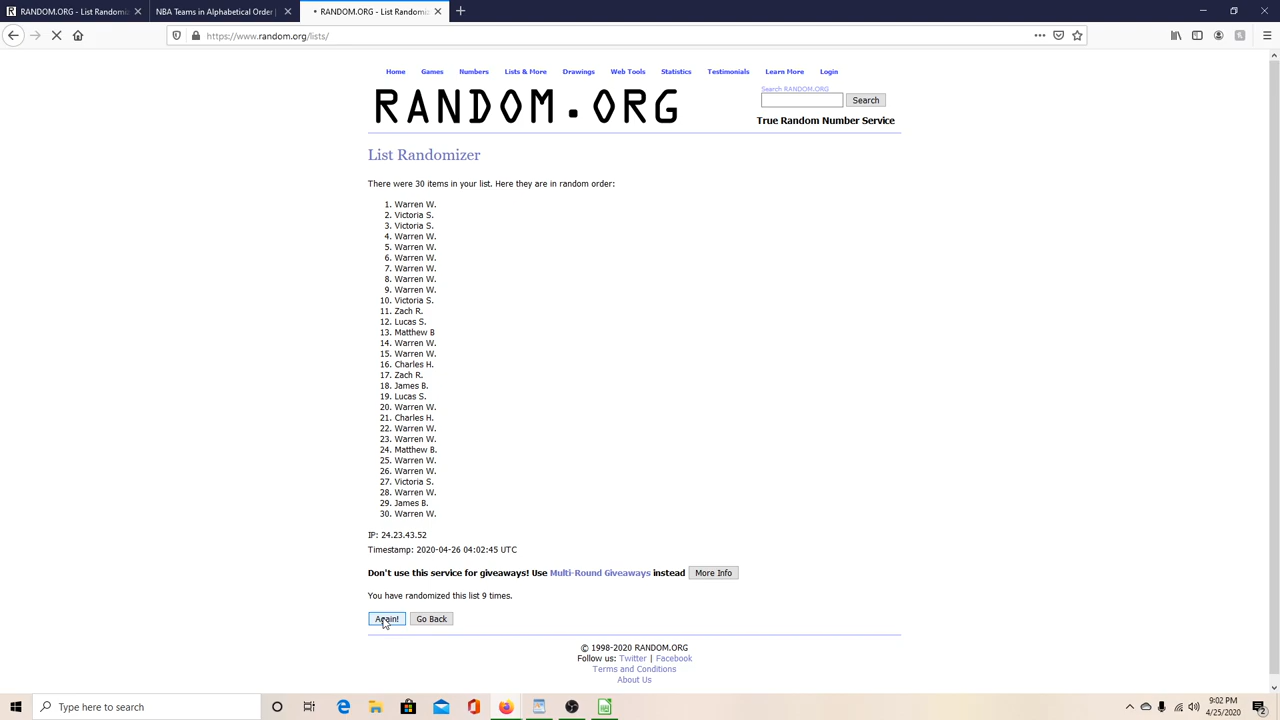 RANDOM.ORG - List Randomiz
NBA Teams in Alphabetical Order |
RANDOM.ORG - List Randomiz
https://www.random.org/lists/
Home Games Numbers Lists & More Drawings Web Tools Statistics Testimonials Learn More Login
RANDOM.ORG
Search RANDOM.ORG
Search
True Random Number Service
List Randomizer
There were 30 items in your list. Here they are in random order:
1. Warren W.
2. Victoria S.
3. Victoria S.
4. Warren W.
5. Warren W.
6. Warren W.
7. Warren W.
8. Warren W.
9. Warren W.
10. Victoria S.
11. Zach R.
12. Lucas S.
13. Matthew B
14. Warren W.
15. Warren W.
16. Charles H.
17. Zach R.
18. James B.
19. Lucas S.
20. Warren W.
21. Charles H.
22. Warren W.
23. Warren W.
24. Matthew B.
25. Warren W.
26. Warren W.
27. Victoria S.
28. Warren W.
29. James B.
30. Warren W.
IP: 24.23.43.52
Timestamp: 2020-04-26 04:02:45 UTC
Don't use this service for giveaways! Use Multi-Round Giveaways instead More Info
You have randomized this list 9 times.
Again! Go Back
© 1998-2020 RANDOM.ORG
Follow us: Twitter | Facebook
Terms and Conditions
About Us
Type here to search
9:02 PM
4/25/2020
2